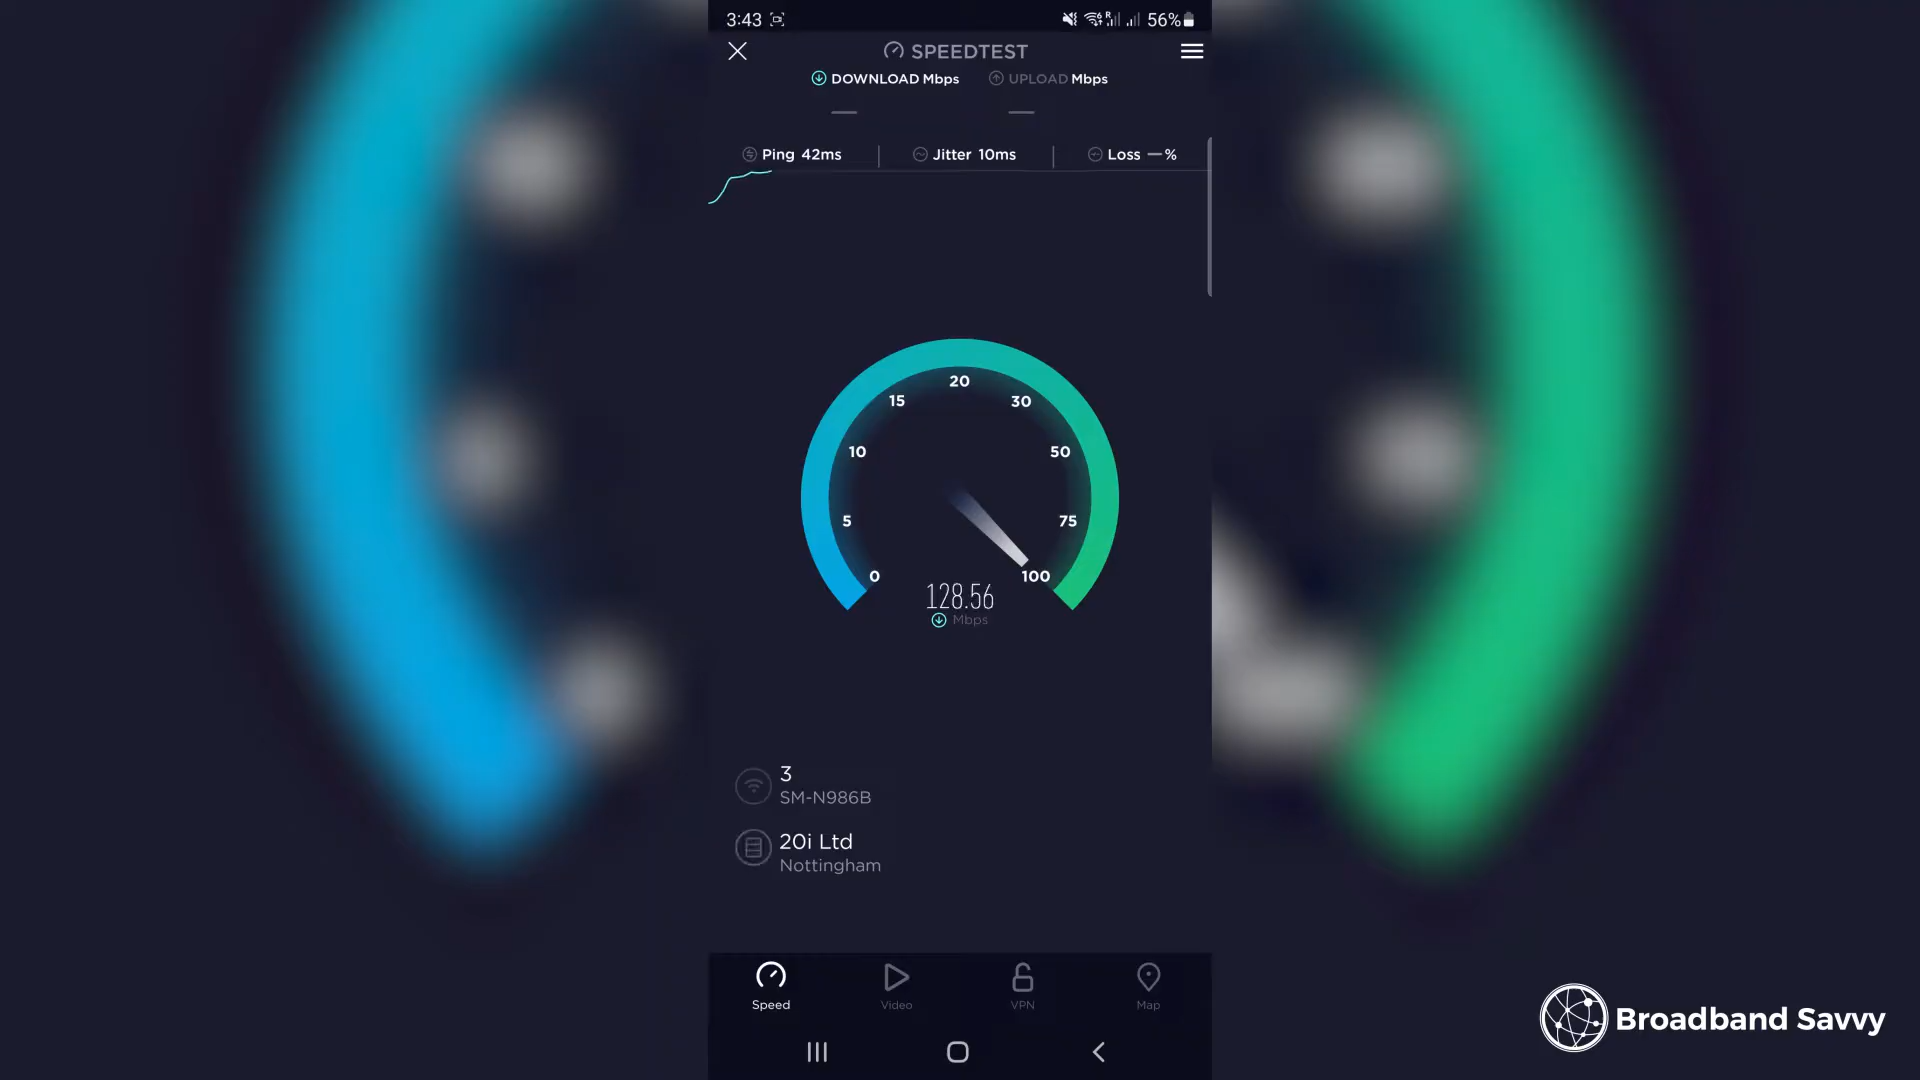 3:43
R
56%
SPEEDTEST
DOWNLOAD Mbps
UPLOAD Mbps
Ping 42ms
Jitter 10ms
Loss —%
20
15
30
10
50
5
75
0
100
128.56
Mbps
3
SM-N986B
20i Ltd
Nottingham
Speed
Video
VPN
Map
Broadband Savvy